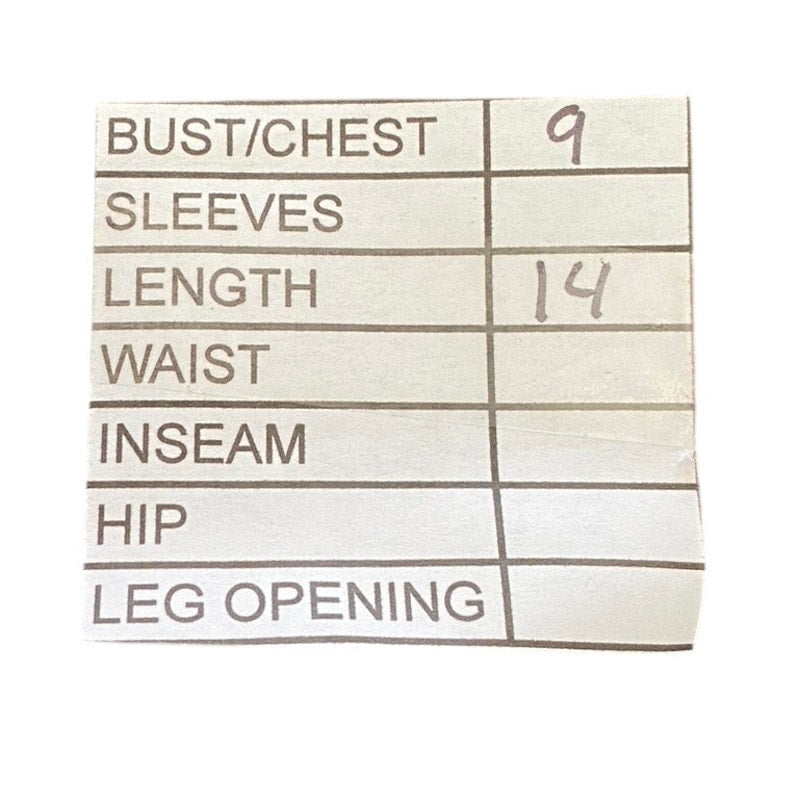 BUST/CHEST 9
SLEEVES
LENGTH 14
WAIST
INSEAM
HIP
LEG OPENING